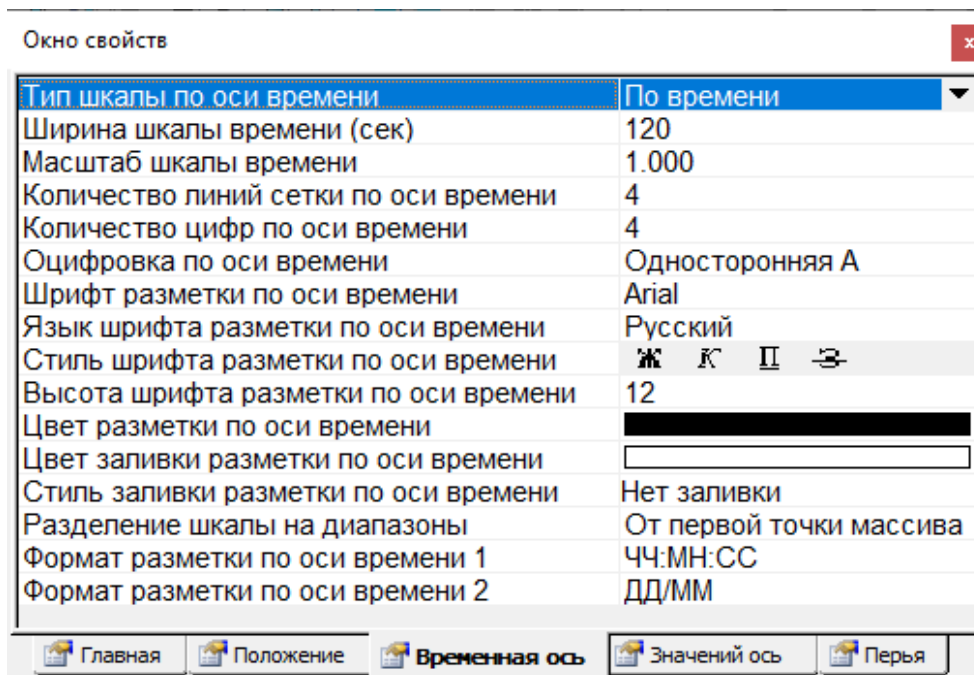 Окно свойств
x
Тип шкалы по оси времени По времени
Ширина шкалы времени (сек) 120
Масштаб шкалы времени 1.000
Количество линий сетки по оси времени 4
Количество цифр по оси времени 4
Оцифровка по оси времени Односторонняя А
Шрифт разметки по оси времени Arial
Язык шрифта разметки по оси времени Русский
Стиль шрифта разметки по оси времени Ж К П З
Высота шрифта разметки по оси времени 12
Цвет разметки по оси времени
Цвет заливки разметки по оси времени
Стиль заливки разметки по оси времени Нет заливки
Разделение шкалы на диапазоны От первой точки массива
Формат разметки по оси времени 1 ЧЧ:МН:СС
Формат разметки по оси времени 2 ДД/ММ
Главная Положение Временная ось Значений ось Перья